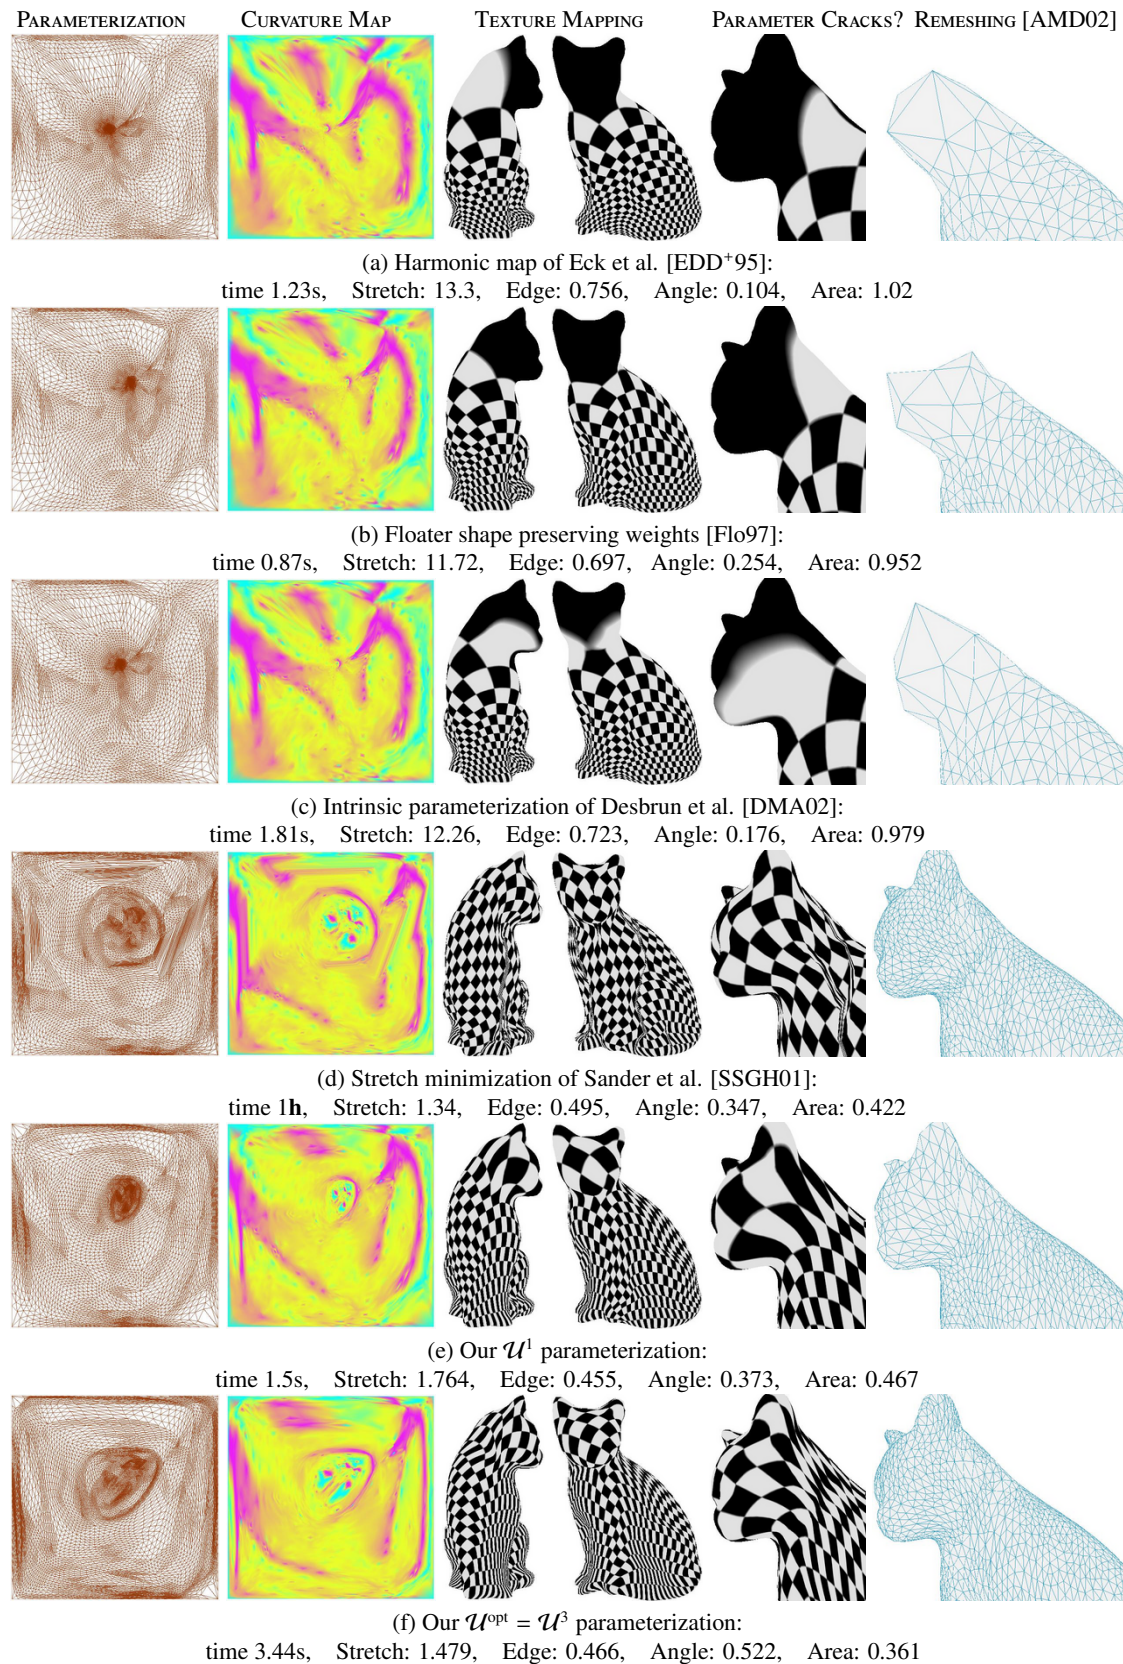 PARAMETERIZATION CURVATURE MAP TEXTURE MAPPING PARAMETER CRACKS? REMESHING [AMD02]
(a) Harmonic map of Eck et al. [EDD+95]:
time 1.23s, Stretch: 13.3, Edge: 0.756, Angle: 0.104, Area: 1.02
(b) Floater shape preserving weights [Flo97]:
time 0.87s, Stretch: 11.72, Edge: 0.697, Angle: 0.254, Area: 0.952
(c) Intrinsic parameterization of Desbrun et al. [DMA02]:
time 1.81s, Stretch: 12.26, Edge: 0.723, Angle: 0.176, Area: 0.979
(d) Stretch minimization of Sander et al. [SSGH01]:
time 1h, Stretch: 1.34, Edge: 0.495, Angle: 0.347, Area: 0.422
(e) Our 𝒰¹ parameterization:
time 1.5s, Stretch: 1.764, Edge: 0.455, Angle: 0.373, Area: 0.467
(f) Our 𝒰ᵒᵖᵗ = 𝒰³ parameterization:
time 3.44s, Stretch: 1.479, Edge: 0.466, Angle: 0.522, Area: 0.361